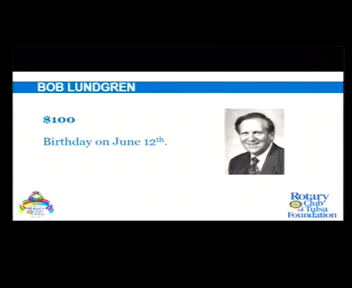 BOB LUNDGREN
$100
Birthday on June 12th.
Rotary
Club
of Tulsa
Foundation